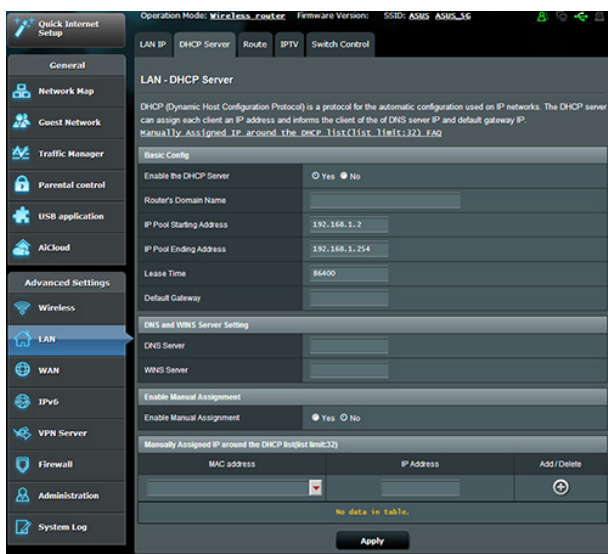 Quick Internet
Setup
Operation Mode: Wireless router Firmware Version: SSID: ASUS ASUS_5G
LAN IP DHCP Server Route IPTV Switch Control
General
Network Map
Guest Network
Traffic Manager
Parental control
USB application
AiCloud
Advanced Settings
Wireless
LAN
WAN
IPv6
VPN Server
Firewall
Administration
System Log
LAN - DHCP Server
DHCP (Dynamic Host Configuration Protocol) is a protocol for the automatic configuration used on IP networks. The DHCP server
can assign each client an IP address and informs the client of the of DNS server IP and default gateway
IP.
Manually Assigned IP around the DHCP list(list limit:32) FAQ
Basic Config
Enable the DHCP Server Yes No
Router's Domain Name
IP Pool Starting Address 192.168.1.2
IP Pool Ending Address 192.168.1.254
Lease Time 86400
Default Gateway
DNS and WINS Server Setting
DNS Server
WINS Server
Enable Manual Assignment
Enable Manual Assignment Yes No
Manually Assigned IP around the DHCP list(list limit:32)
MAC address IP Address Add / Delete
No data in table.
Apply